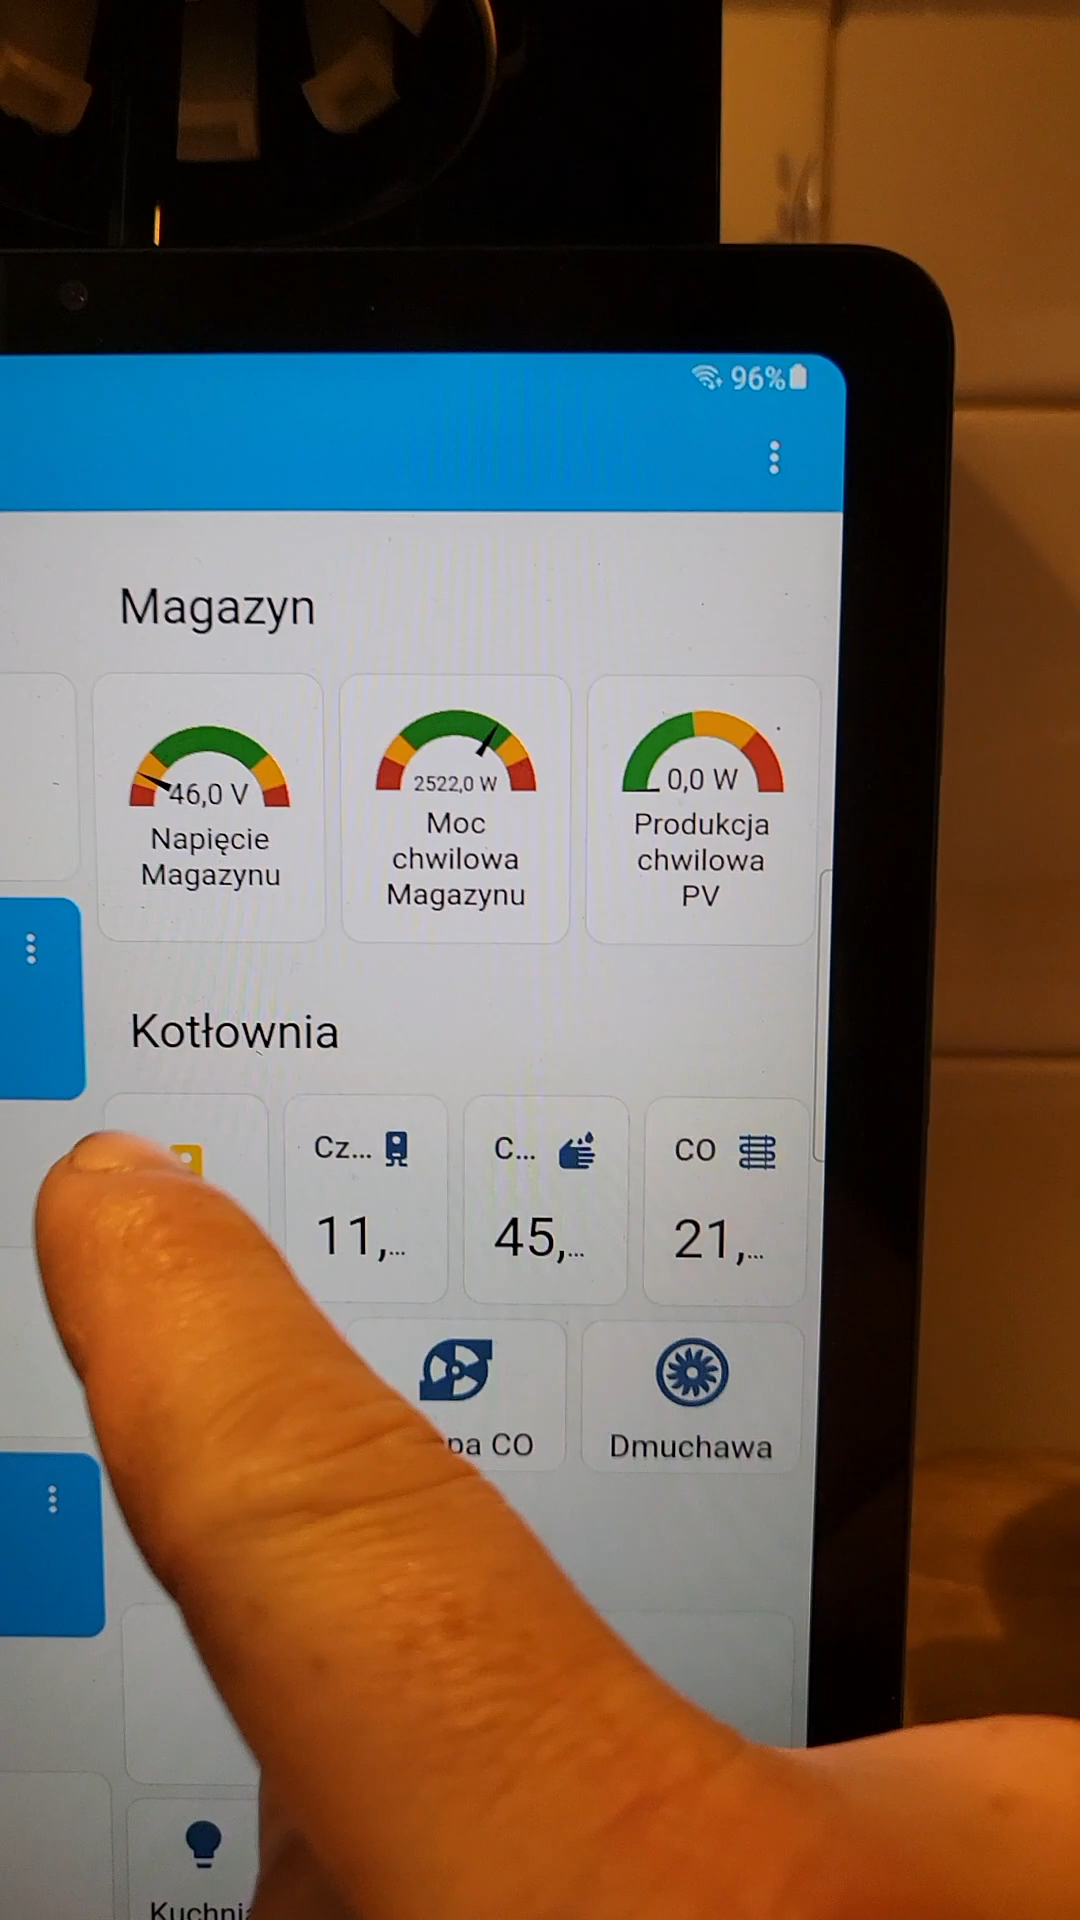 96%
Magazyn
46,0 V
Napięcie
Magazynu
2522,0 W
Moc
chwilowa
Magazynu
0,0 W
Produkcja
chwilowa
PV
Kotłownia
Cz...
11,...
C...
45,...
CO
21,...
pa CO
Dmuchawa
Kuchnia